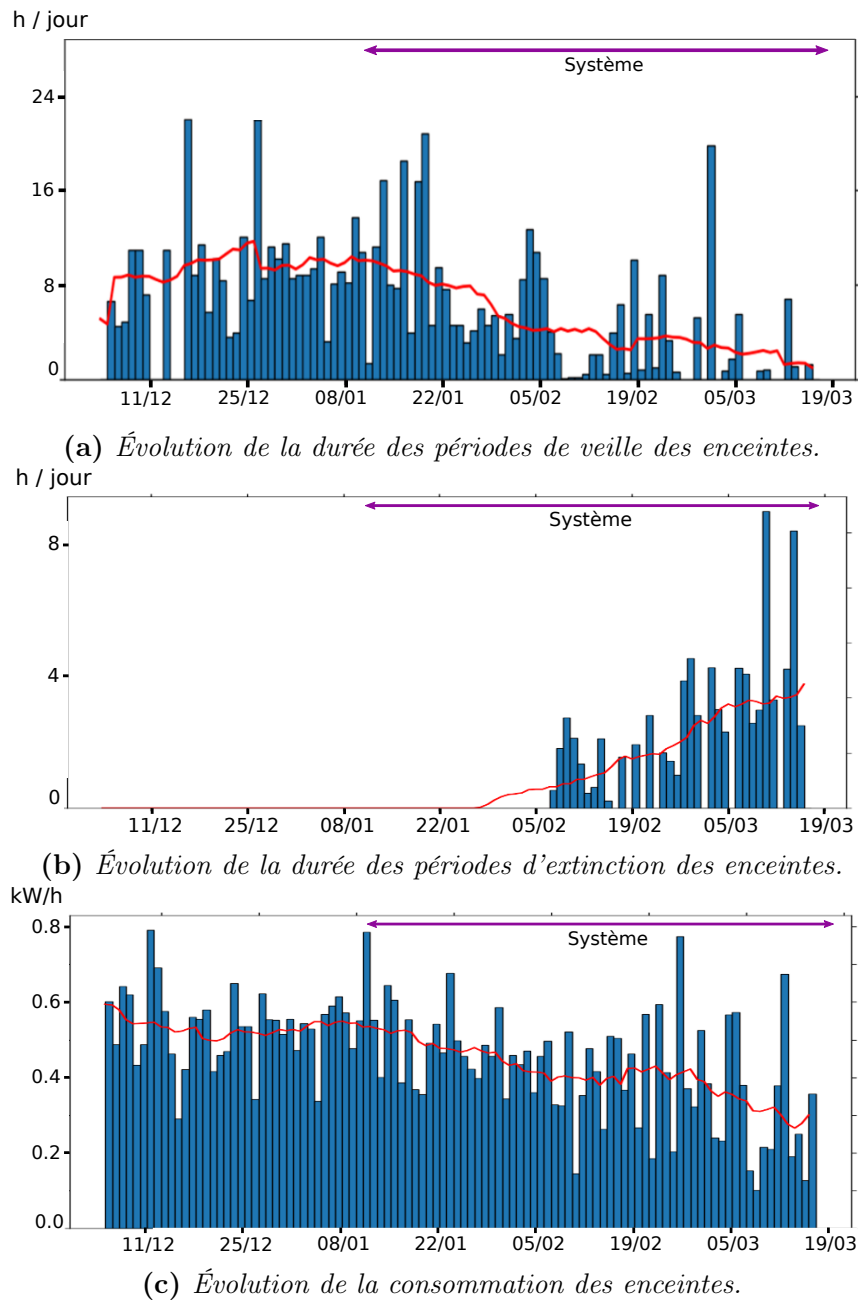 h / jour
Système
24
16
8
0
11/12 25/12 08/01 22/01 05/02 19/02 05/03 19/03
(a) Évolution de la durée des périodes de veille des enceintes.
h / jour
Système
8
4
0
11/12 25/12 08/01 22/01 05/02 19/02 05/03 19/03
(b) Évolution de la durée des périodes d'extinction des enceintes.
kW/h
Système
0.8
0.6
0.4
0.2
0.0
11/12 25/12 08/01 22/01 05/02 19/02 05/03 19/03
(c) Évolution de la consommation des enceintes.